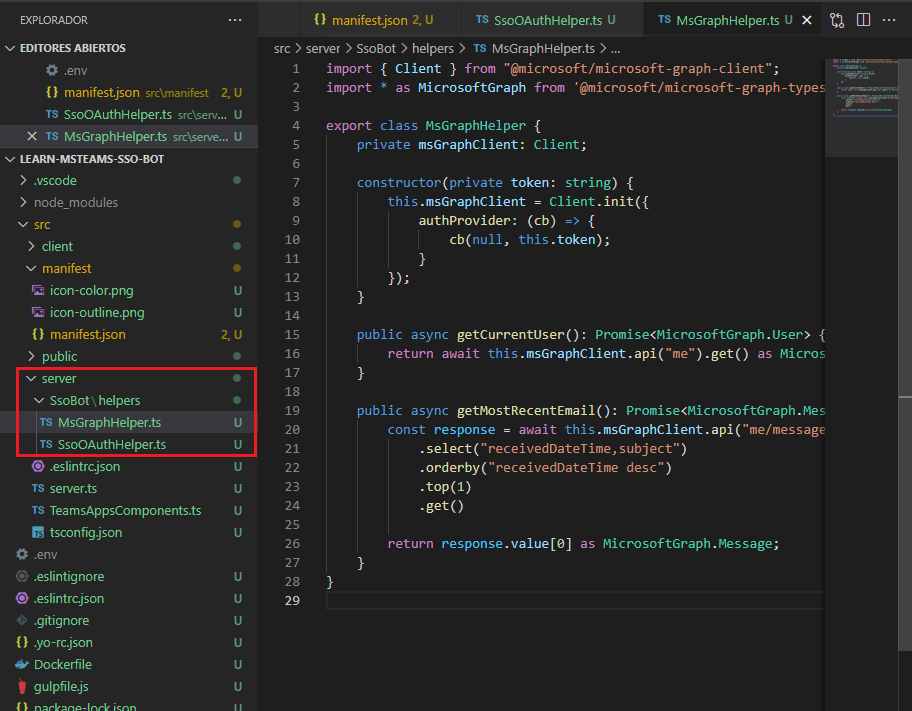 EXPLORADOR
EDITORES ABIERTOS
.env
manifest.json src\manifest 2, U
SsoOAuthHelper.ts src\serv... U
MsGraphHelper.ts src\serve... U
LEARN-MSTEAMS-SSO-BOT
.vscode
node_modules
src
client
manifest
icon-color.png U
icon-outline.png U
manifest.json 2, U
public
server
SsoBot\helpers
TS MsGraphHelper.ts U
TS SsoOAuthHelper.ts U
.eslintrc.json U
TS server.ts U
TS TeamsAppsComponents.ts U
tsconfig.json U
.env
.eslintignore U
.eslintrc.json U
.gitignore U
.yo-rc.json U
Dockerfile U
gulpfile.js U
package-lock.json U
manifest.json 2, U
TS SsoOAuthHelper.ts U
TS MsGraphHelper.ts U
src > server > SsoBot > helpers > TS MsGraphHelper.ts > ...
1 import { Client } from "@microsoft/microsoft-graph-client";
2 import * as MicrosoftGraph from '@microsoft/microsoft-graph-types
3
4 export class MsGraphHelper {
5 private msGraphClient: Client;
6
7 constructor(private token: string) {
8 this.msGraphClient = Client.init({
9 authProvider: (cb) => {
10 cb(null, this.token);
11 }
12 });
13 }
14
15 public async getCurrentUser(): Promise<MicrosoftGraph.User> {
16 return await this.msGraphClient.api("me").get() as Micros
17 }
18
19 public async getMostRecentEmail(): Promise<MicrosoftGraph.Mes
20 const response = await this.msGraphClient.api("me/message
21 .select("receivedDateTime,subject")
22 .orderby("receivedDateTime desc")
23 .top(1)
24 .get()
25
26 return response.value[0] as MicrosoftGraph.Message;
27 }
28 }
29